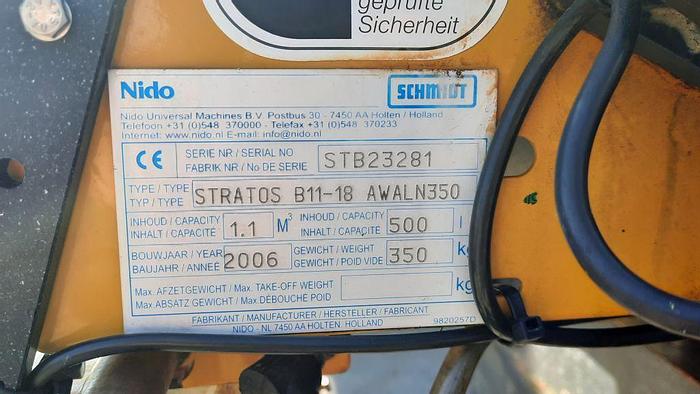 geprüfte
Sicherheit
Nido SCHMIDT
Nido Universal Machines B.V. Postbus 30 - 7450 AA Holten / Holland
Telefoon +31 (0)548 370000 - Telefax +31 (0)548 370233
Internet: www.nido.nl E-mail: info@nido.nl
CE SERIE NR / SERIAL NO STB23281
FABRIK NR / No DE SERIE
TYPE / TYPE STRATOS B11-18 AWALN350
TYP / TYPE
INHOUD / CAPACITY 1.1 M3 INHOUD / CAPACITY 500 l
INHALT / CAPACITÉ INHALT / CAPACITÉ
BOUWJAAR / YEAR 2006 GEWICHT / WEIGHT 350 kg
BAUJAHR / ANNÉE GEWICHT / POID VIDE
Max. AFZETGEWICHT / Max. TAKE-OFF WEIGHT kg
Max. ABSATZ GEWICHT / Max. DÉBOUCHÉ POID
FABRIKANT / MANUFACTURER / HERSTELLER / FABRICANT
NIDO - NL 7450 AA HOLTEN HOLLAND 9820257D